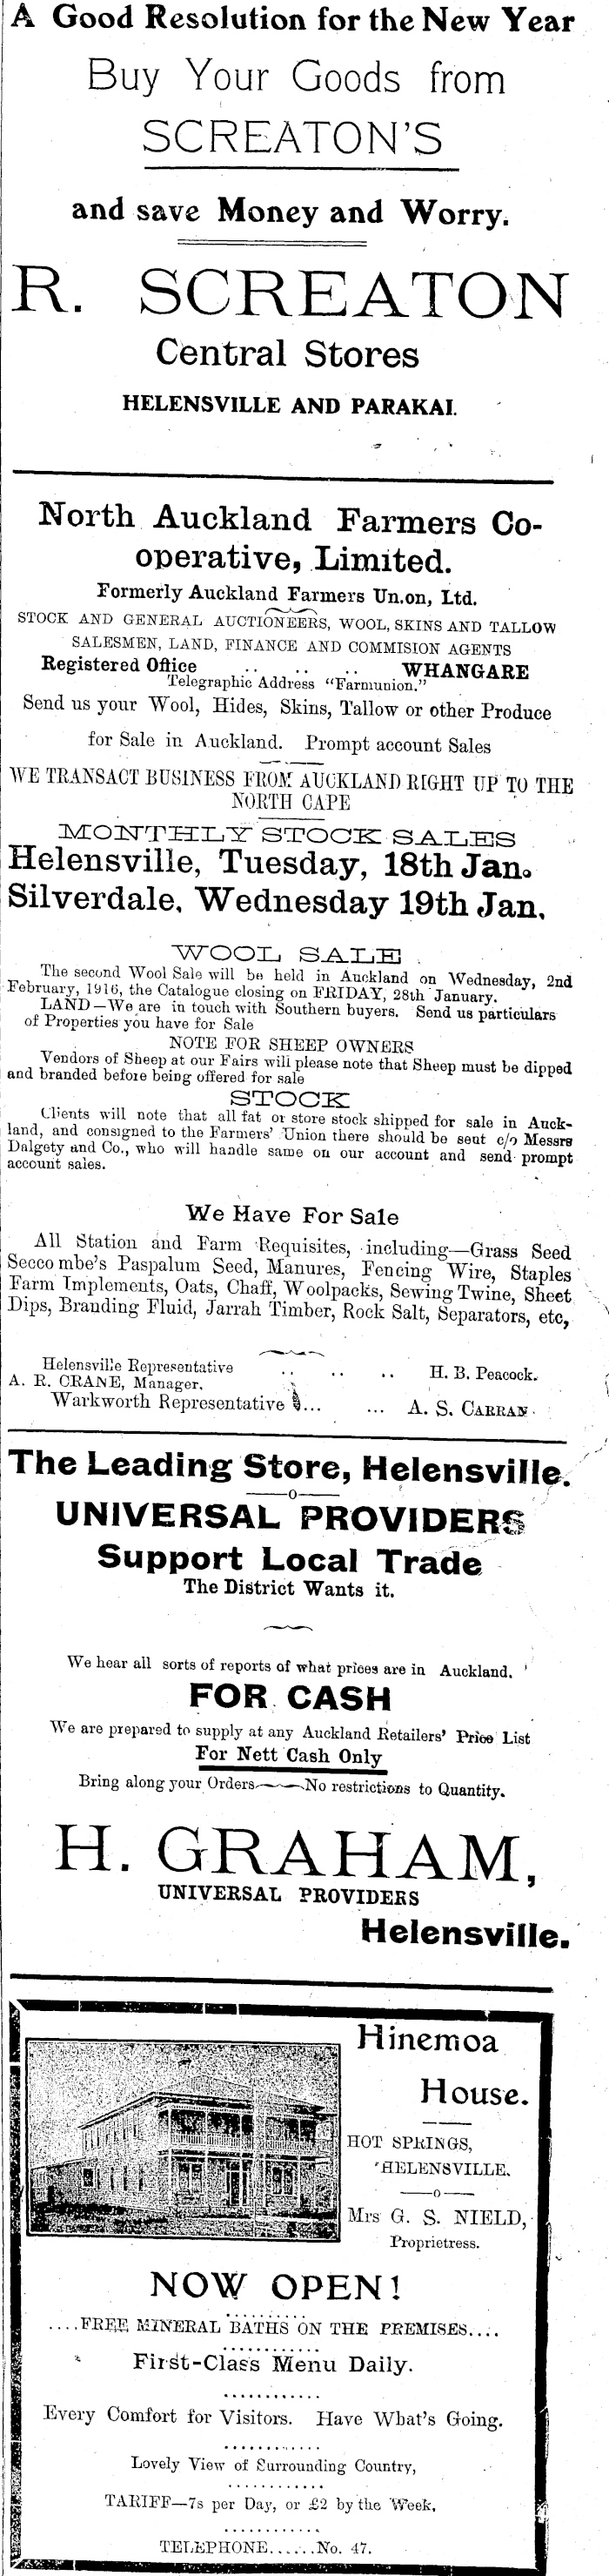 A Good Resolution for the New Year
Buy Your Goods from
SCREATON'S
and save Money and Worry.
R. SCREATON
Central Stores
HELENSVILLE AND PARAKAI.
North Auckland Farmers Co-
operative, Limited.
Formerly Auckland Farmers Un.on, Ltd.
STOCK AND GENERAL AUCTIONEERS, WOOL, SKINS AND TALLOW
SALESMEN, LAND, FINANCE AND COMMISION AGENTS
Registered Office .. .. .. WHANGARE
Telegraphic Address "Farmunion."
Send us your Wool, Hides, Skins, Tallow or other Produce
for Sale in Auckland. Prompt account Sales
WE TRANSACT BUSINESS FROM AUCKLAND RIGHT UP TO THE
NORTH CAPE
MONTHLY STOCK SALES
Helensville, Tuesday, 18th Jan.
Silverdale, Wednesday 19th Jan.
WOOL SALE
The second Wool Sale will be held in Auckland on Wednesday, 2nd
February, 1916, the Catalogue closing on FRIDAY, 28th January.
LAND—We are in touch with Southern buyers. Send us particulars
of Properties you have for Sale
NOTE FOR SHEEP OWNERS
Vendors of Sheep at our Fairs will please note that Sheep must be dipped
and branded before being offered for sale
STOCK
Clients will note that all fat or store stock shipped for sale in Auck-
land, and consigned to the Farmers' Union there should be sent c/o Messrs
Dalgety and Co., who will handle same on our account and send prompt
account sales.
We Have For Sale
All Station and Farm Requisites, including—Grass Seed
Seccombe's Paspalum Seed, Manures, Fencing Wire, Staples
Farm Implements, Oats, Chaff, Woolpacks, Sewing Twine, Sheet
Dips, Branding Fluid, Jarrah Timber, Rock Salt, Separators, etc,
Helensville Representative .. .. .. H. B. Peacock.
A. R. CRANE, Manager.
Warkworth Representative ... ... A. S. CARRAN
The Leading Store, Helensville.
—o—
UNIVERSAL PROVIDERS
Support Local Trade
The District Wants it.
We hear all sorts of reports of what prices are in Auckland.
FOR CASH
We are prepared to supply at any Auckland Retailers' Price List
For Nett Cash Only
Bring along your Orders——No restrictions to Quantity.
H. GRAHAM,
UNIVERSAL PROVIDERS
Helensville.
Hinemoa
House.
HOT SPRINGS,
'HELENSVILLE.
—o—
Mrs G. S. NIELD,
Proprietress.
NOW OPEN!
....FREE MINERAL BATHS ON THE PREMISES....
First-Class Menu Daily.
Every Comfort for Visitors. Have What's Going.
Lovely View of Surrounding Country,
TARIFF—7s per Day, or £2 by the Week.
TELEPHONE......No. 47.